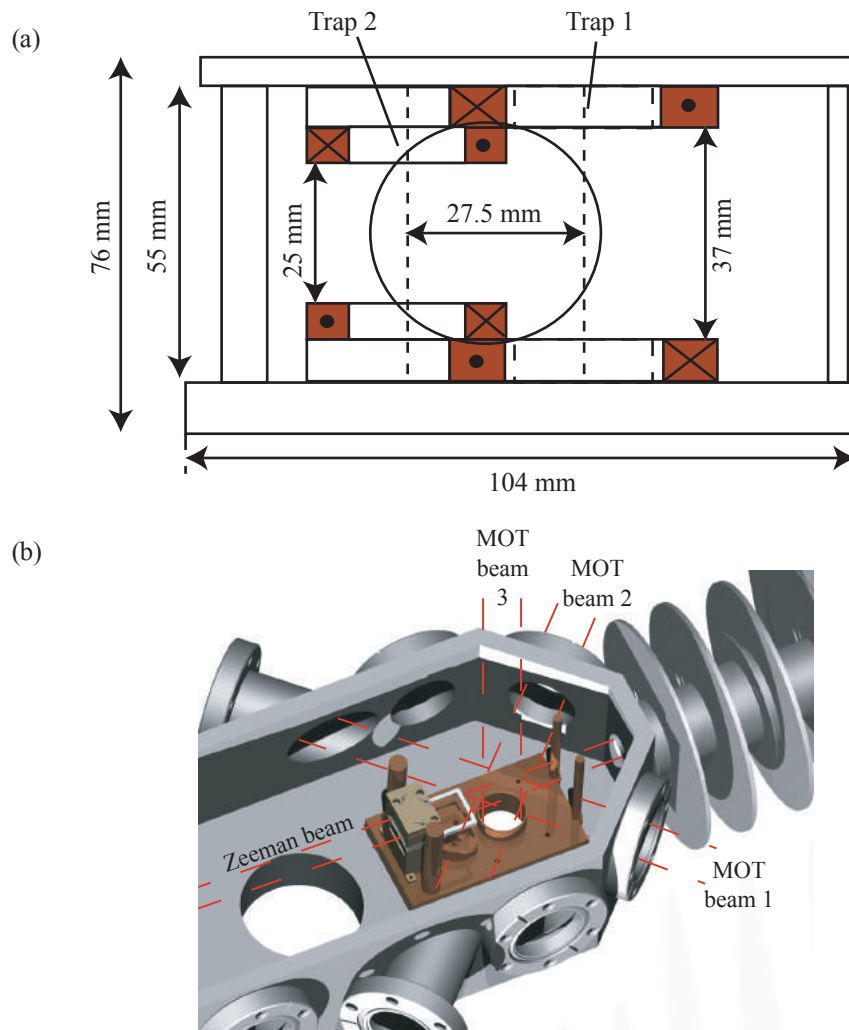 (a)
Trap 2
Trap 1
76 mm
55 mm
25 mm
27.5 mm
37 mm
104 mm
(b)
MOT
beam
3
MOT
beam 2
Zeeman beam
MOT
beam 1